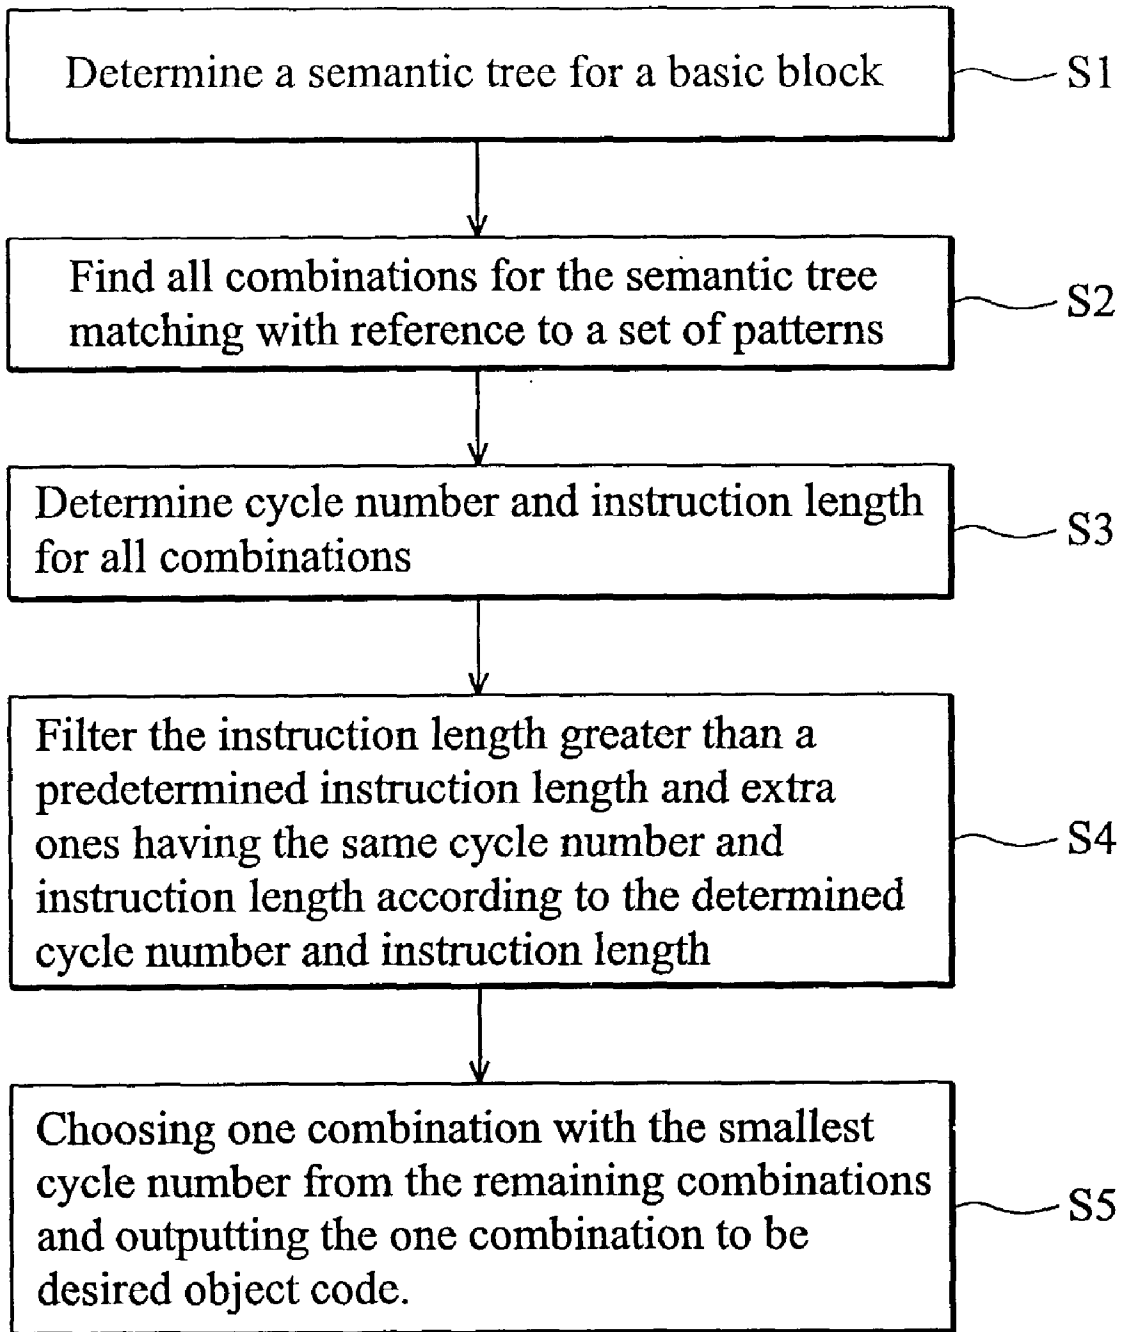 Determine a semantic tree for a basic block
S1
Find all combinations for the semantic tree
matching with reference to a set of patterns
S2
Determine cycle number and instruction length
for all combinations
S3
Filter the instruction length greater than a
predetermined instruction length and extra
ones having the same cycle number and
instruction length according to the determined
cycle number and instruction length
S4
Choosing one combination with the smallest
cycle number from the remaining combinations
and outputting the one combination to be
desired object code.
S5